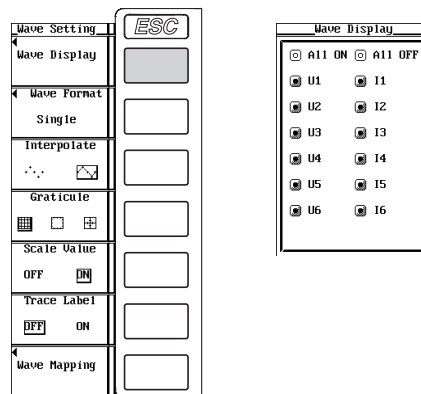 Wave Setting
ESC
Wave Display
Wave Format
Single
Interpolate
Graticule
Scale Value
OFF ON
Trace Label
OFF ON
Wave Mapping
Wave Display
All ON All OFF
U1 I1
U2 I2
U3 I3
U4 I4
U5 I5
U6 I6